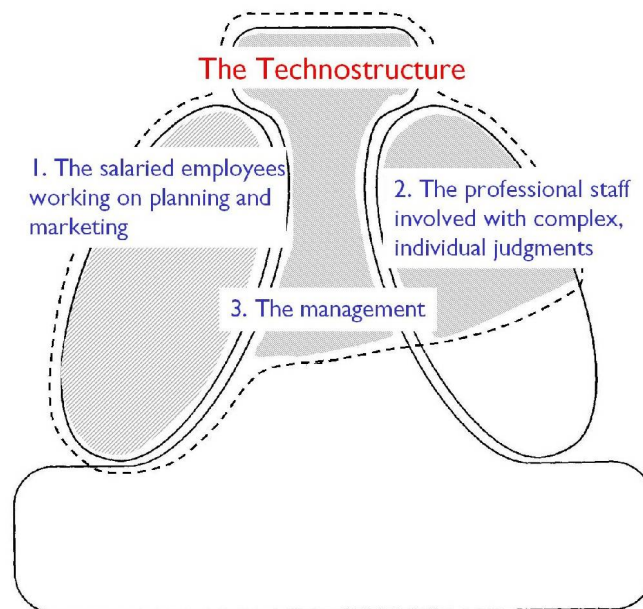 The Technostructure
1. The salaried employees
working on planning and
marketing
2. The professional staff
involved with complex,
individual judgments
3. The management